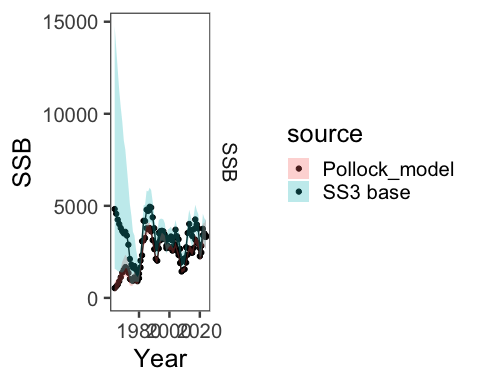 15000
10000
5000
0
SSB
SSB
1980
2000
2020
Year
source
Pollock_model
SS3 base